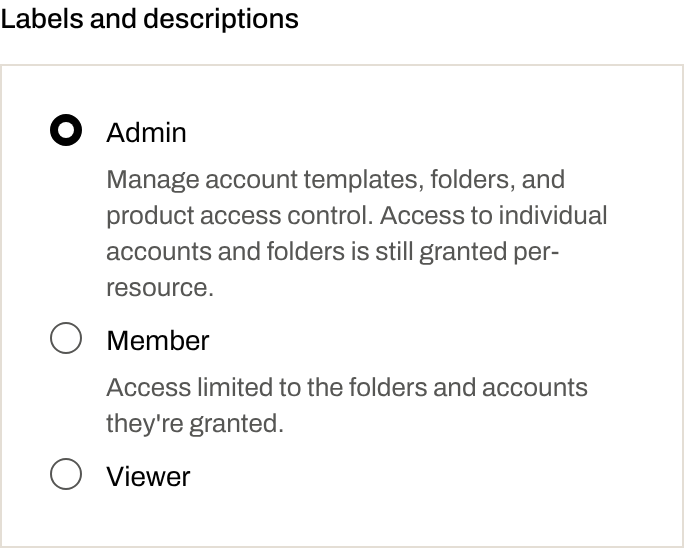 Labels and descriptions
Admin
Manage account templates, folders, and
product access control. Access to individual
accounts and folders is still granted per-
resource.
Member
Access limited to the folders and accounts
they're granted.
Viewer